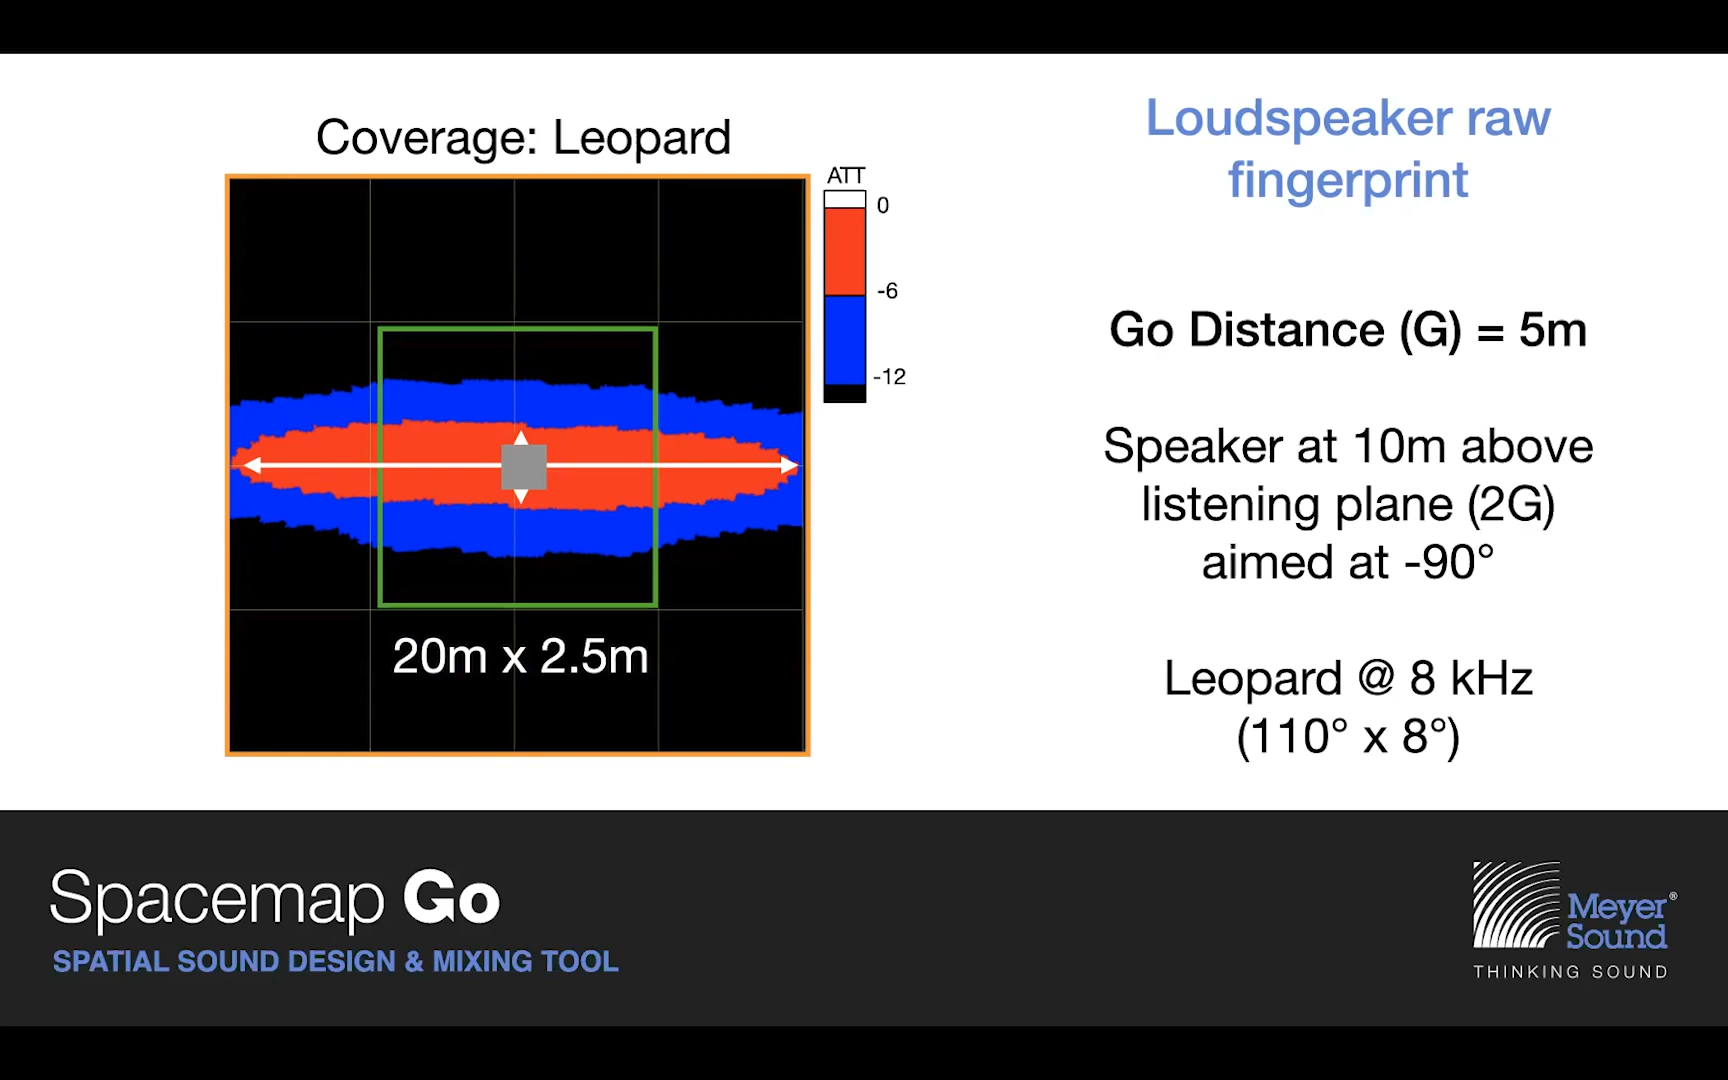 Coverage: Leopard
ATT
0
-6
-12
20m x 2.5m
Loudspeaker raw
fingerprint
Go Distance (G) = 5m
Speaker at 10m above
listening plane (2G)
aimed at -90°
Leopard @ 8 kHz
(110° x 8°)
Spacemap Go
SPATIAL SOUND DESIGN & MIXING TOOL
Meyer®
Sound
THINKING SOUND